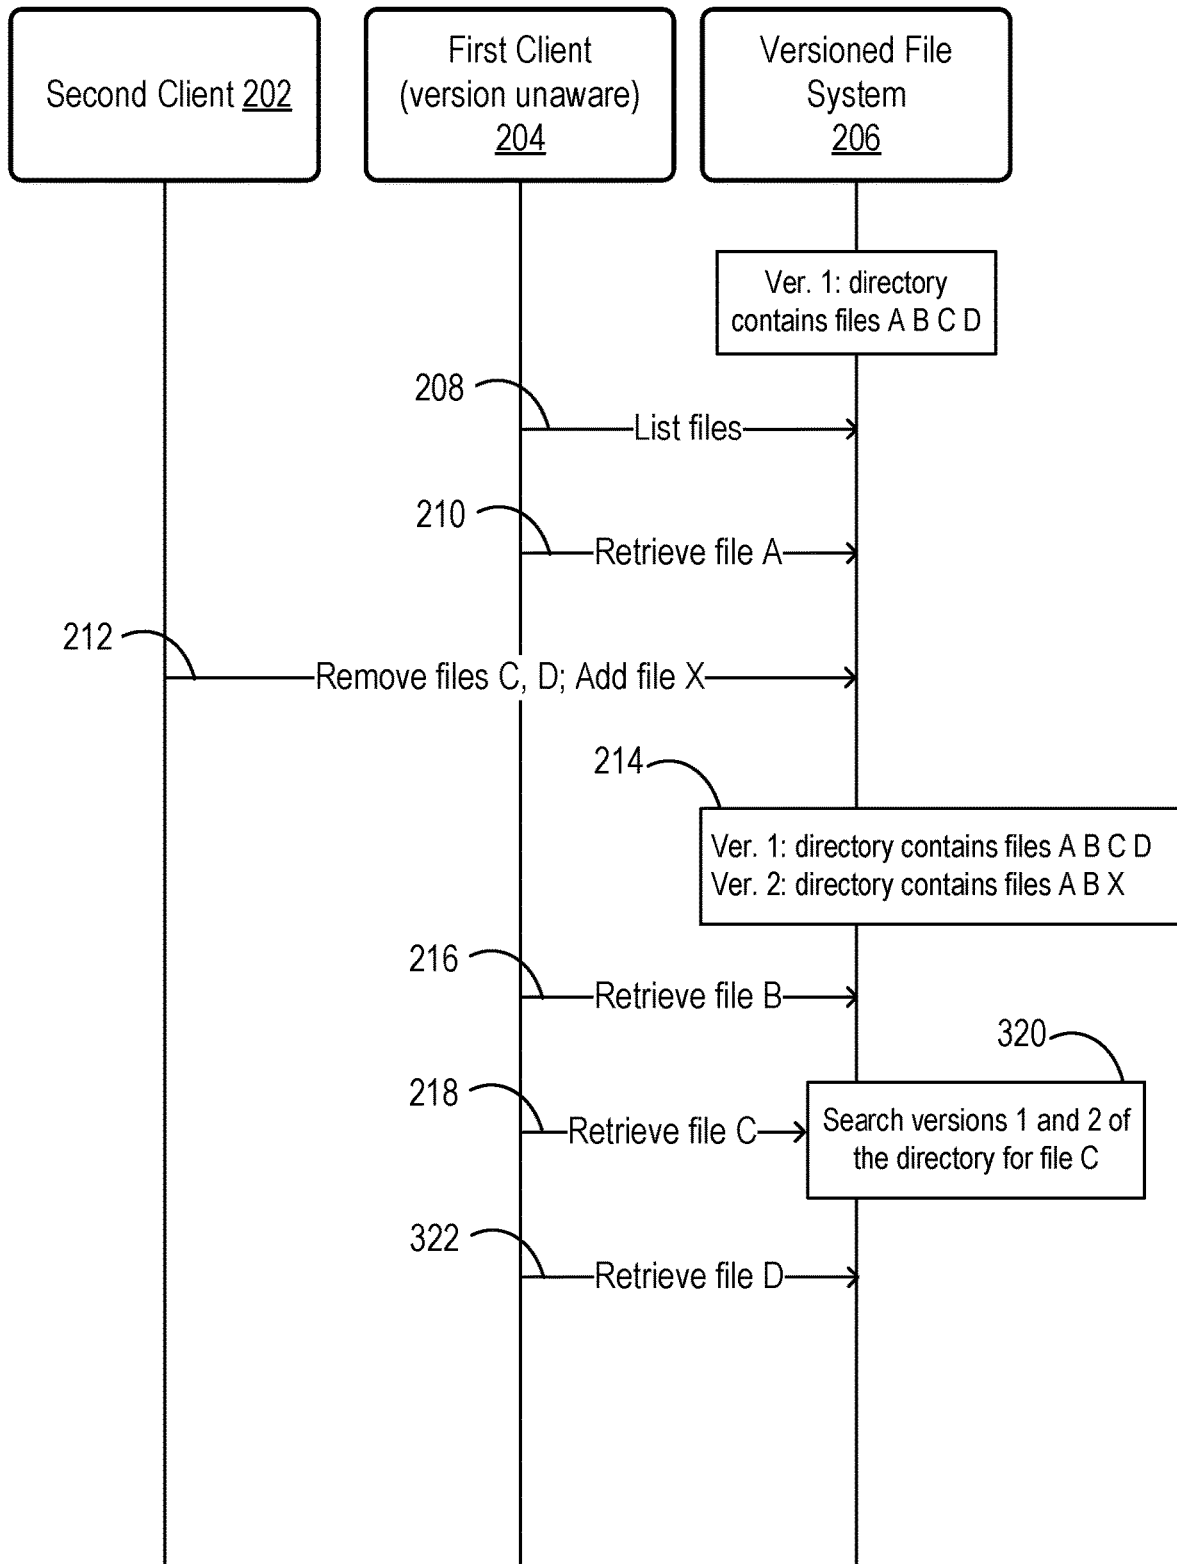 Second Client 202
First Client
(version unaware)
204
Versioned File
System
206
Ver. 1: directory
contains files A B C D
208
List files
210
Retrieve file A
212
Remove files C, D; Add file X
214
Ver. 1: directory contains files A B C D
Ver. 2: directory contains files A B X
216
Retrieve file B
320
218
Retrieve file C
Search versions 1 and 2 of
the directory for file C
322
Retrieve file D